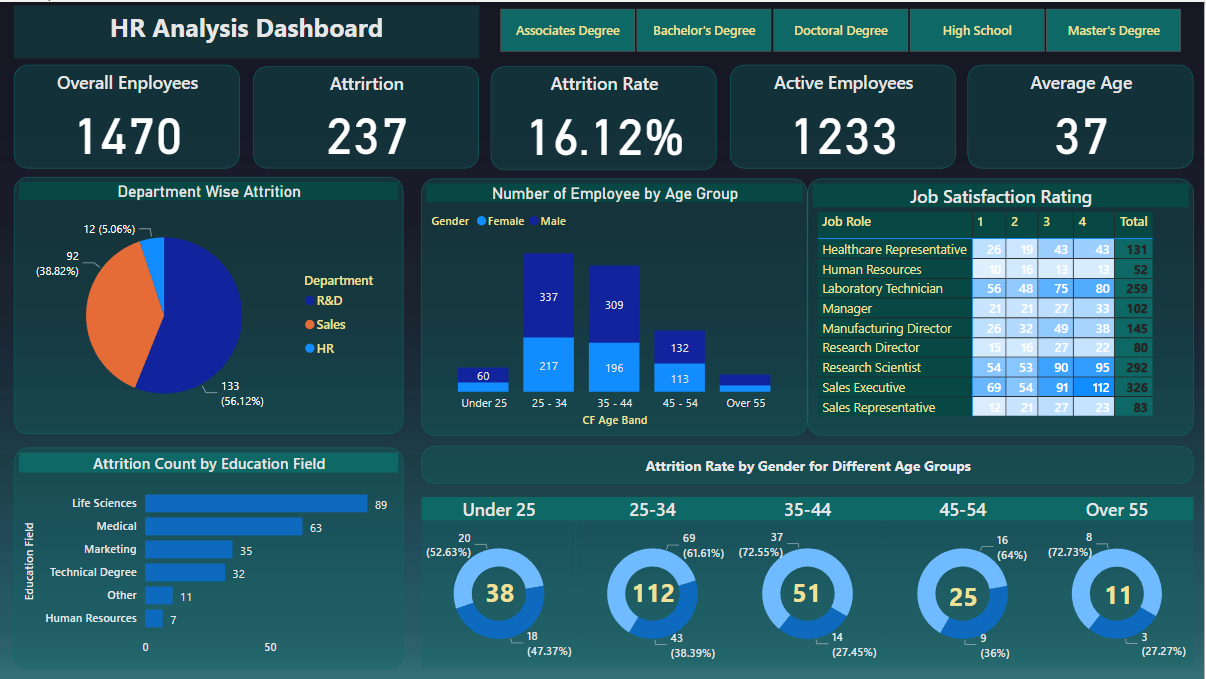 HR Analysis Dashboard
Associates Degree
Bachelor's Degree
Doctoral Degree
High School
Master's Degree
Overall Enployees
1470
Attrirtion
237
Attrition Rate
16.12%
Active Employees
1233
Average Age
37
Department Wise Attrition
12 (5.06%)
92
(38.82%)
133
(56.12%)
Department
R&D
Sales
HR
Number of Employee by Age Group
Gender Female Male
337
309
60
217
196
132
113
Under 25 25 - 34 35 - 44 45 - 54 Over 55
CF Age Band
Job Satisfaction Rating
Job Role 1 2 3 4 Total
Healthcare Representative 26 19 43 43 131
Human Resources 10 16 13 13 52
Laboratory Technician 56 48 75 80 259
Manager 21 21 27 33 102
Manufacturing Director 26 32 49 38 145
Research Director 15 16 27 22 80
Research Scientist 54 53 90 95 292
Sales Executive 69 54 91 112 326
Sales Representative 12 21 27 23 83
Attrition Count by Education Field
Education Field
Life Sciences 89
Medical 63
Marketing 35
Technical Degree 32
Other 11
Human Resources 7
0 50
Attrition Rate by Gender for Different Age Groups
Under 25
20
(52.63%)
38
18
(47.37%)
25-34
69
(61.61%)
112
43
(38.39%)
35-44
37
(72.55%)
51
14
(27.45%)
45-54
16
(64%)
25
9
(36%)
Over 55
8
(72.73%)
11
3
(27.27%)